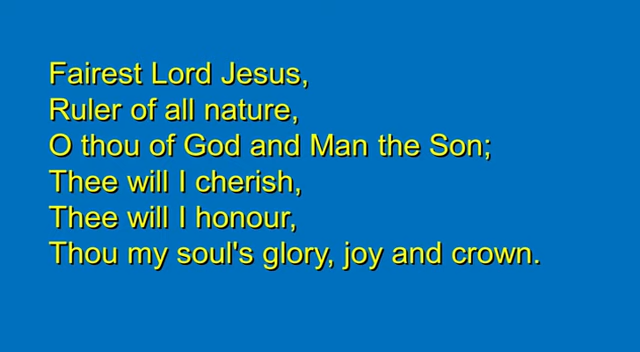 Fairest Lord Jesus,
Ruler of all nature,
O thou of God and Man the Son;
Thee will I cherish,
Thee will I honour,
Thou my soul's glory, joy and crown.